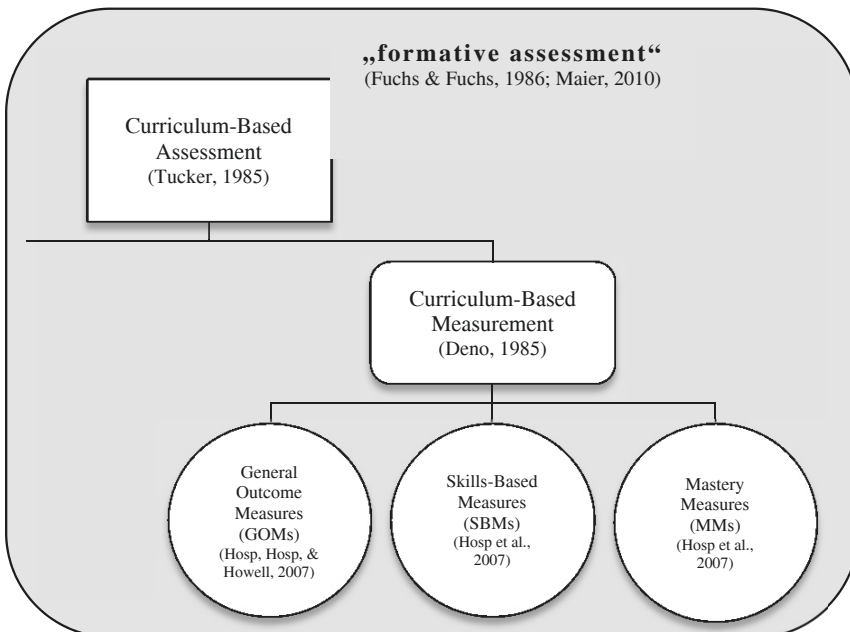 „formative assessment“
(Fuchs & Fuchs, 1986; Maier, 2010)
Curriculum-Based
Assessment
(Tucker, 1985)
Curriculum-Based
Measurement
(Deno, 1985)
General
Outcome
Measures
(GOMs)
(Hosp, Hosp, &
Howell, 2007)
Skills-Based
Measures
(SBMs)
(Hosp et al.,
2007)
Mastery
Measures
(MMs)
(Hosp et al.,
2007)